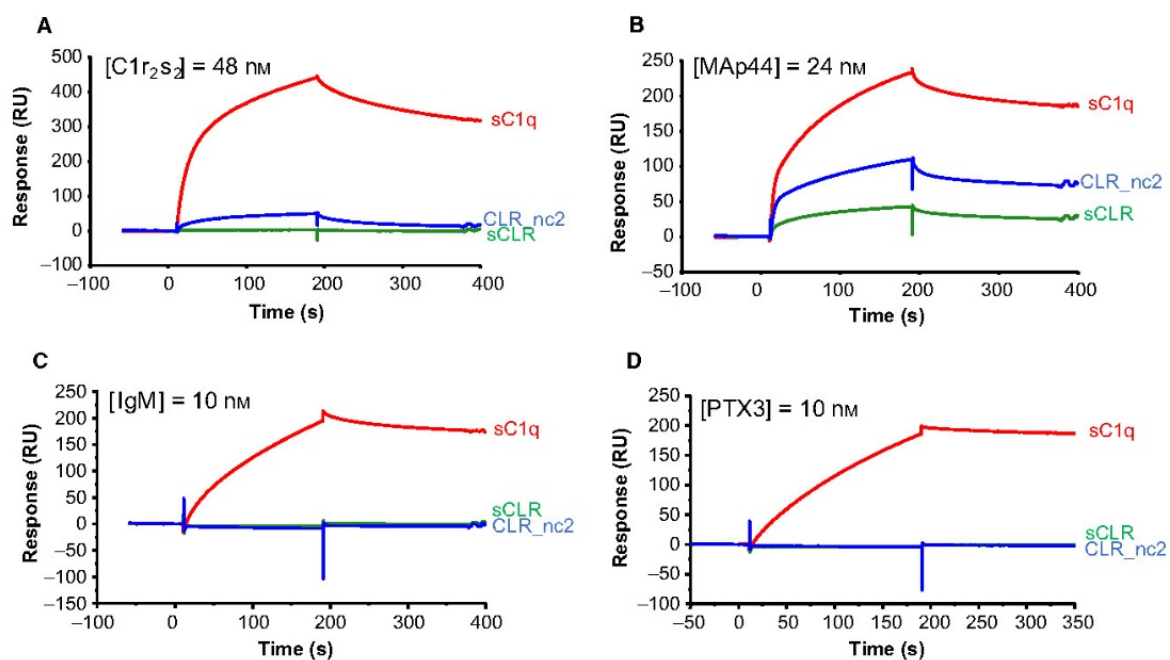 A
[C1r₂s₂] = 48 nM
500
400
300
200
100
0
−100
−100
0
100
200
300
400
Response (RU)
Time (s)
sC1q
CLR_nc2
sCLR
B
[MAp44] = 24 nM
250
200
150
100
50
0
−50
−100
0
100
200
300
400
Response (RU)
Time (s)
sC1q
CLR_nc2
sCLR
C
[IgM] = 10 nM
250
200
150
100
50
0
−50
−100
−150
−100
0
100
200
300
400
Response (RU)
Time (s)
sC1q
sCLR
CLR_nc2
D
[PTX3] = 10 nM
250
200
150
100
50
0
−50
−100
−50
0
50
100
150
200
250
300
350
Response (RU)
Time (s)
sC1q
sCLR
CLR_nc2